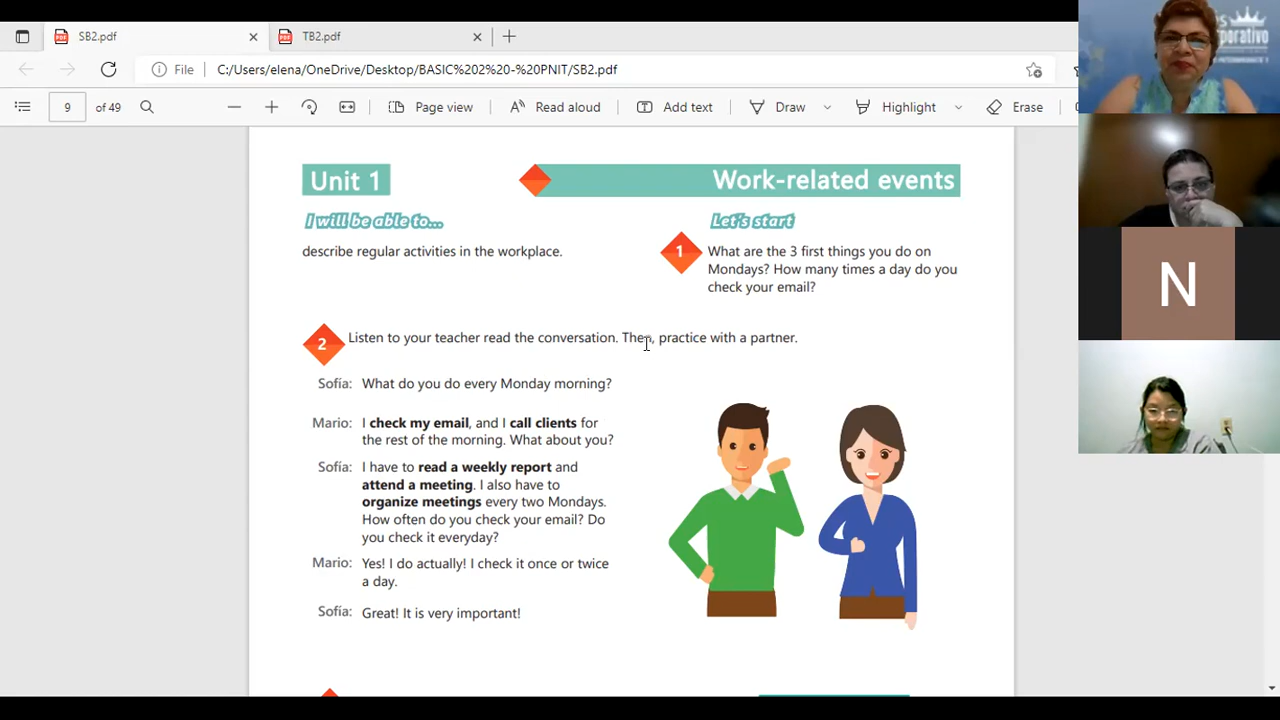 SB2.pdf
TB2.pdf
File
C:/Users/elena/OneDrive/Desktop/BASIC%202%20-%20PNIT/SB2.pdf
9 of 49
Page view
Read aloud
Add text
Draw
Highlight
Erase
Unit 1
Work-related events
I will be able to...
Let's start
describe regular activities in the workplace.
1 What are the 3 first things you do on
Mondays? How many times a day do you
check your email?
2 Listen to your teacher read the conversation. Then, practice with a partner.
Sofía: What do you do every Monday morning?
Mario: I check my email, and I call clients for
the rest of the morning. What about you?
Sofía: I have to read a weekly report and
attend a meeting. I also have to
organize meetings every two Mondays.
How often do you check your email? Do
you check it everyday?
Mario: Yes! I do actually! I check it once or twice
a day.
Sofía: Great! It is very important!
N